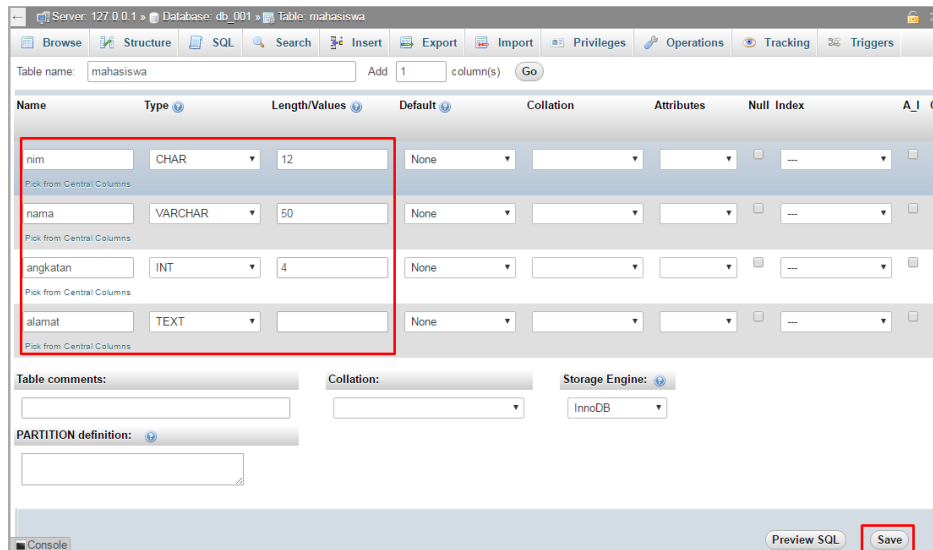 Server: 127.0.0.1 » Database: db_001 » Table: mahasiswa
Browse Structure SQL Search Insert Export Import Privileges Operations Tracking Triggers
Table name: mahasiswa Add 1 column(s) Go
Name Type Length/Values Default Collation Attributes Null Index A_I
nim CHAR 12 None ---
Pick from Central Columns
nama VARCHAR 50 None ---
Pick from Central Columns
angkatan INT 4 None ---
Pick from Central Columns
alamat TEXT None ---
Pick from Central Columns
Table comments: Collation: Storage Engine:
InnoDB
PARTITION definition:
Preview SQL Save
Console